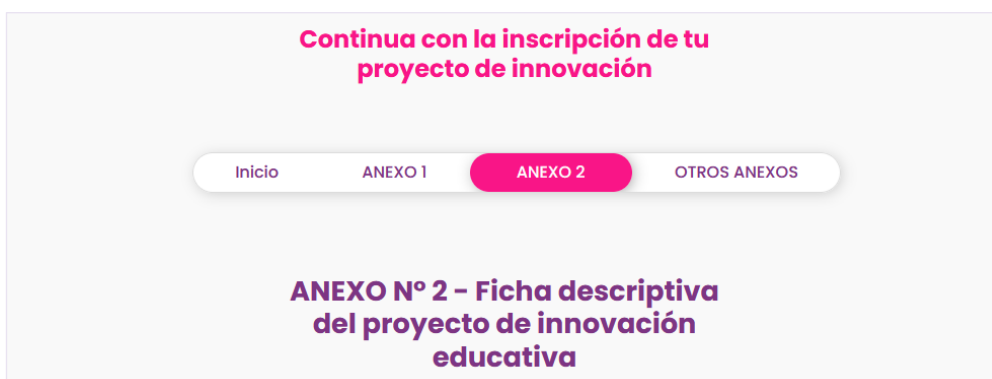 Continua con la inscripción de tu
proyecto de innovación
Inicio ANEXO 1 ANEXO 2 OTROS ANEXOS
ANEXO Nº 2 - Ficha descriptiva
del proyecto de innovación
educativa